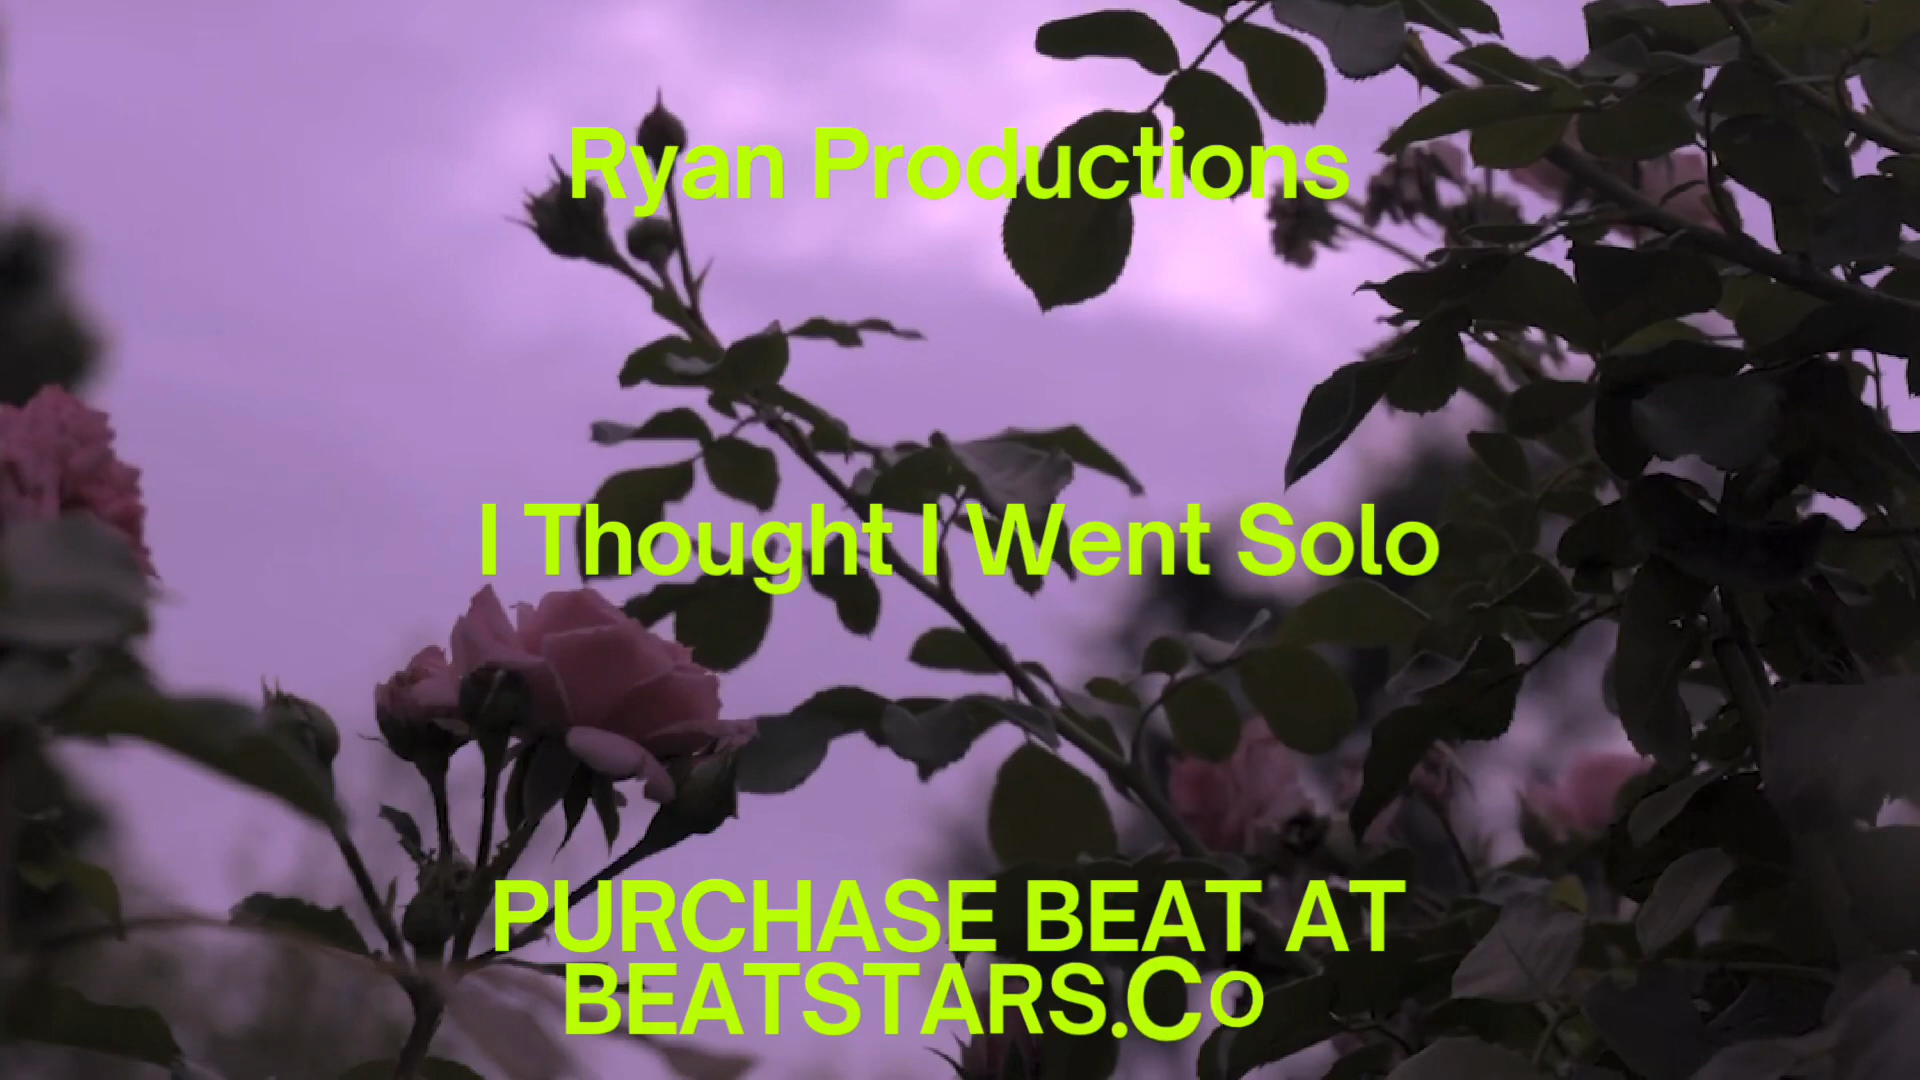 Ryan Productions
I Thought I Went Solo
PURCHASE BEAT AT
BEATSTARS.Co